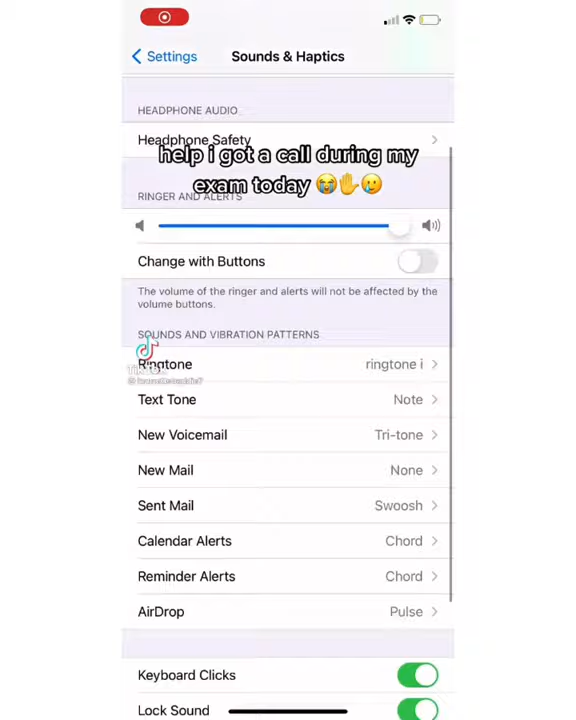 Settings
Sounds & Haptics
HEADPHONE AUDIO
Headphone Safety
help i got a call during my
exam today 😭✋🥲
RINGER AND ALERTS
Change with Buttons
The volume of the ringer and alerts will not be affected by the
volume buttons.
SOUNDS AND VIBRATION PATTERNS
Ringtone ringtone i
Text Tone Note
New Voicemail Tri-tone
New Mail None
Sent Mail Swoosh
Calendar Alerts Chord
Reminder Alerts Chord
AirDrop Pulse
Keyboard Clicks
Lock Sound